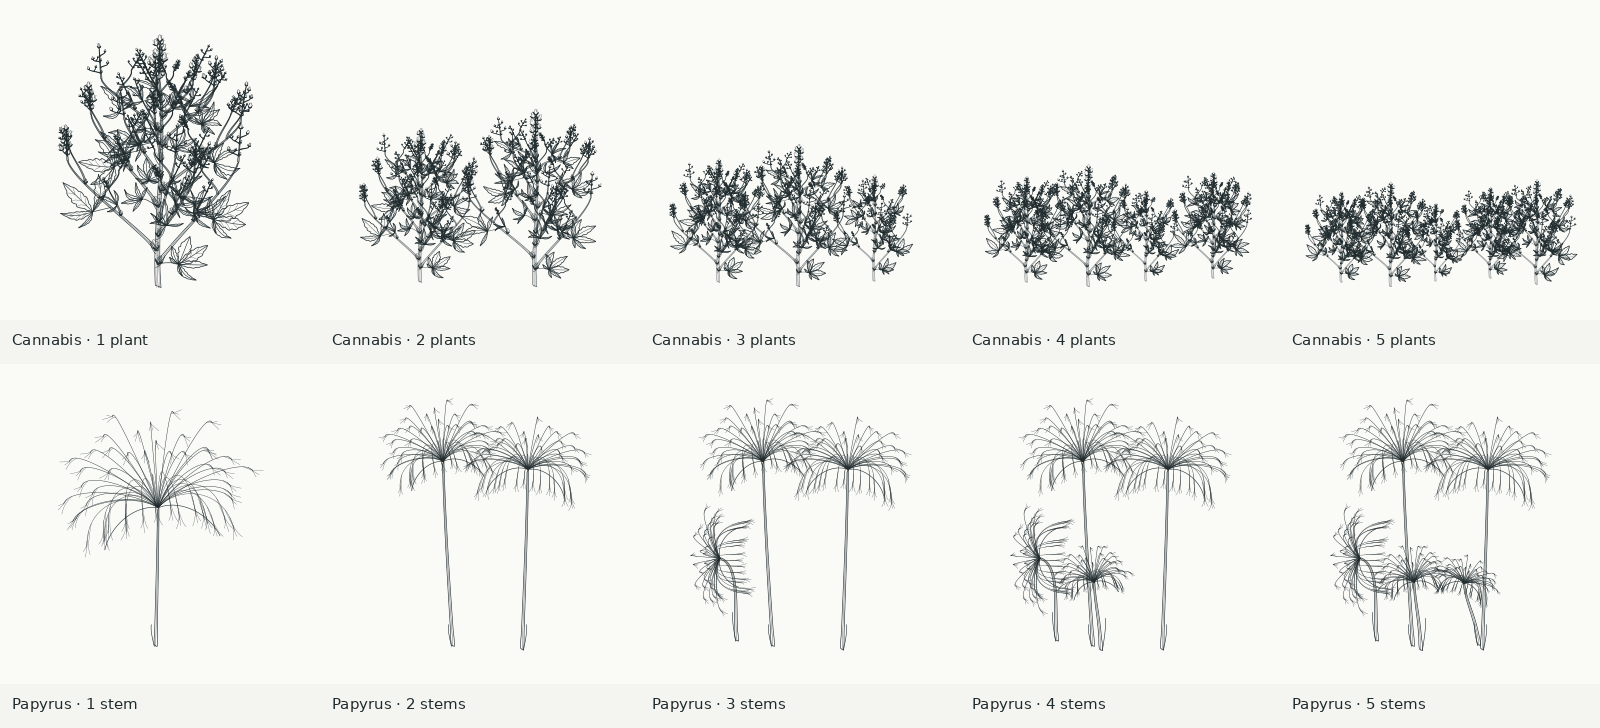 Cannabis · 1 plant
Cannabis · 2 plants
Cannabis · 3 plants
Cannabis · 4 plants
Cannabis · 5 plants
Papyrus · 1 stem
Papyrus · 2 stems
Papyrus · 3 stems
Papyrus · 4 stems
Papyrus · 5 stems